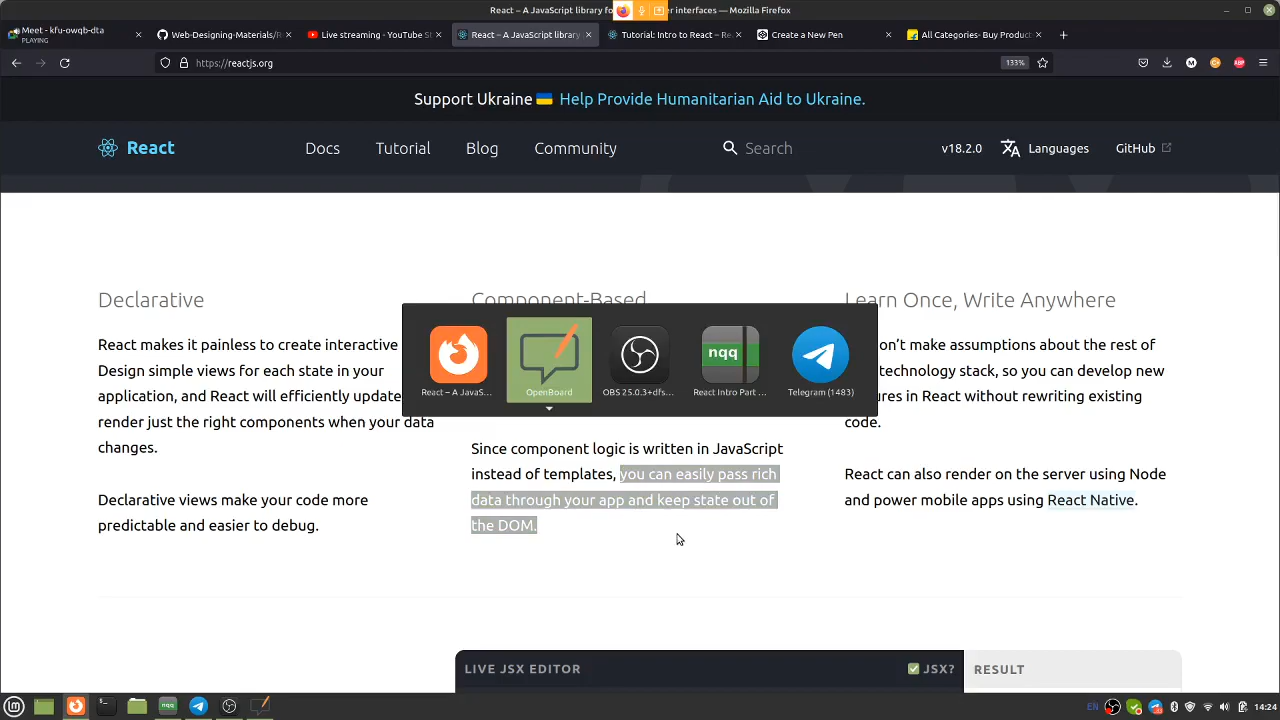 React – A JavaScript library fo
er interfaces — Mozilla Firefox
Meet - kfu-owqb-dta
PLAYING
Web-Designing-Materials/R
Live streaming - YouTube St
React – A JavaScript library
Tutorial: Intro to React – Re
Create a New Pen
All Categories- Buy Product
https://reactjs.org
133%
Support Ukraine Help Provide Humanitarian Aid to Ukraine.
React
Docs
Tutorial
Blog
Community
Search
v18.2.0
Languages
GitHub
Declarative
React makes it painless to create interactive
Design simple views for each state in your
application, and React will efficiently update
render just the right components when your data
changes.
Declarative views make your code more
predictable and easier to debug.
Component-Based
Since component logic is written in JavaScript
instead of templates, you can easily pass rich
data through your app and keep state out of
the DOM.
Learn Once, Write Anywhere
on't make assumptions about the rest of
technology stack, so you can develop new
ures in React without rewriting existing
code.
React can also render on the server using Node
and power mobile apps using React Native.
nqq
React – A JavaS...
OpenBoard
OBS 25.0.3+dfs...
React Intro Part ...
Telegram (1483)
LIVE JSX EDITOR
JSX?
RESULT
nqq
EN
14:24